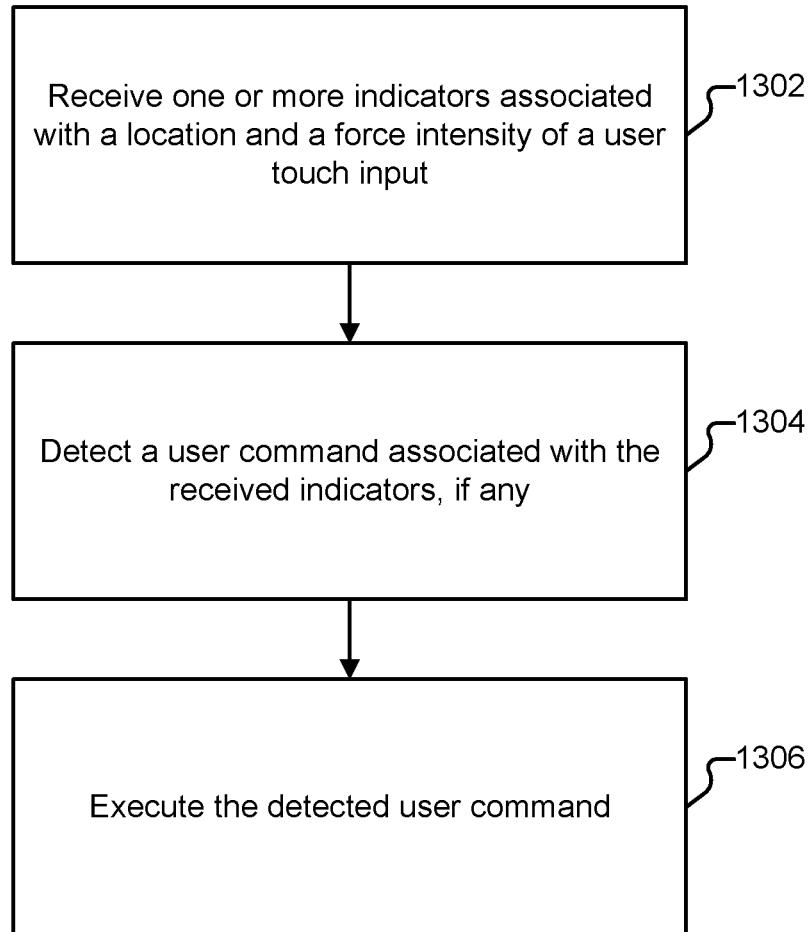 Receive one or more indicators associated
with a location and a force intensity of a user
touch input
1302
Detect a user command associated with the
received indicators, if any
1304
Execute the detected user command
1306